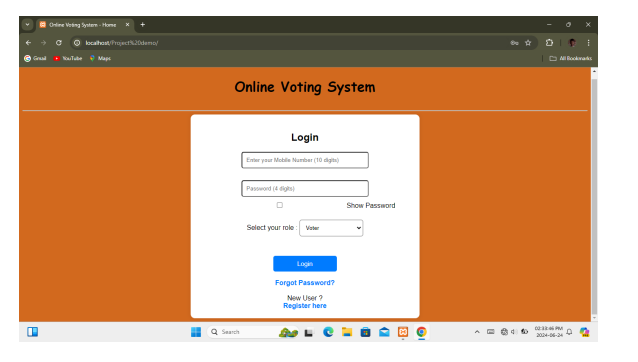 Online Voting System - Home
localhost/Project%20demo/
Gmail YouTube Maps All Bookmarks
Online Voting System
Login
Enter your Mobile Number (10 digits)
Password (4 digits)
Show Password
Select your role : Voter
Login
Forgot Password?
New User ?
Register here
Search
02:33:46 PM
2024-06-24